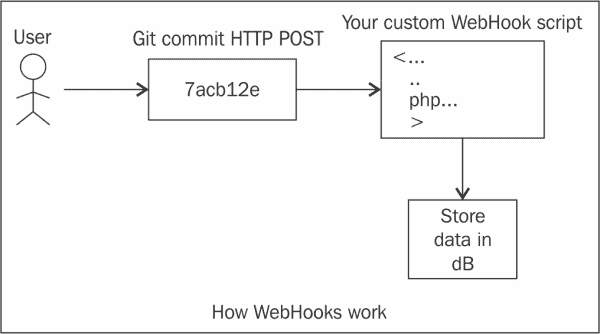 User
Git commit HTTP POST
Your custom WebHook script
7acb12e
<...
..
php...
>
Store
data in
dB
How WebHooks work